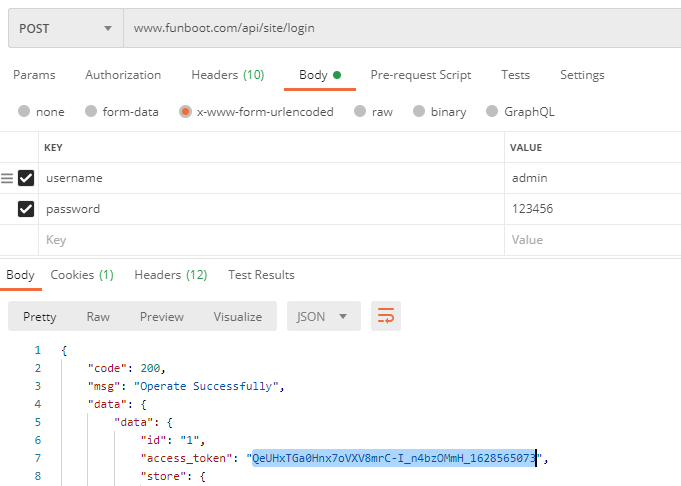 POST www.funboot.com/api/site/login
Params Authorization Headers (10) Body Pre-request Script Tests Settings
none form-data x-www-form-urlencoded raw binary GraphQL
KEY VALUE
username admin
password 123456
Key Value
Body Cookies (1) Headers (12) Test Results
Pretty Raw Preview Visualize JSON
1 {
2 "code": 200,
3 "msg": "Operate Successfully",
4 "data": {
5 "data": {
6 "id": "1",
7 "access_token": "QeUHxTGa0Hnx7oVXV8mrC-I_n4bzOMmH_1628565073",
8 "store": {